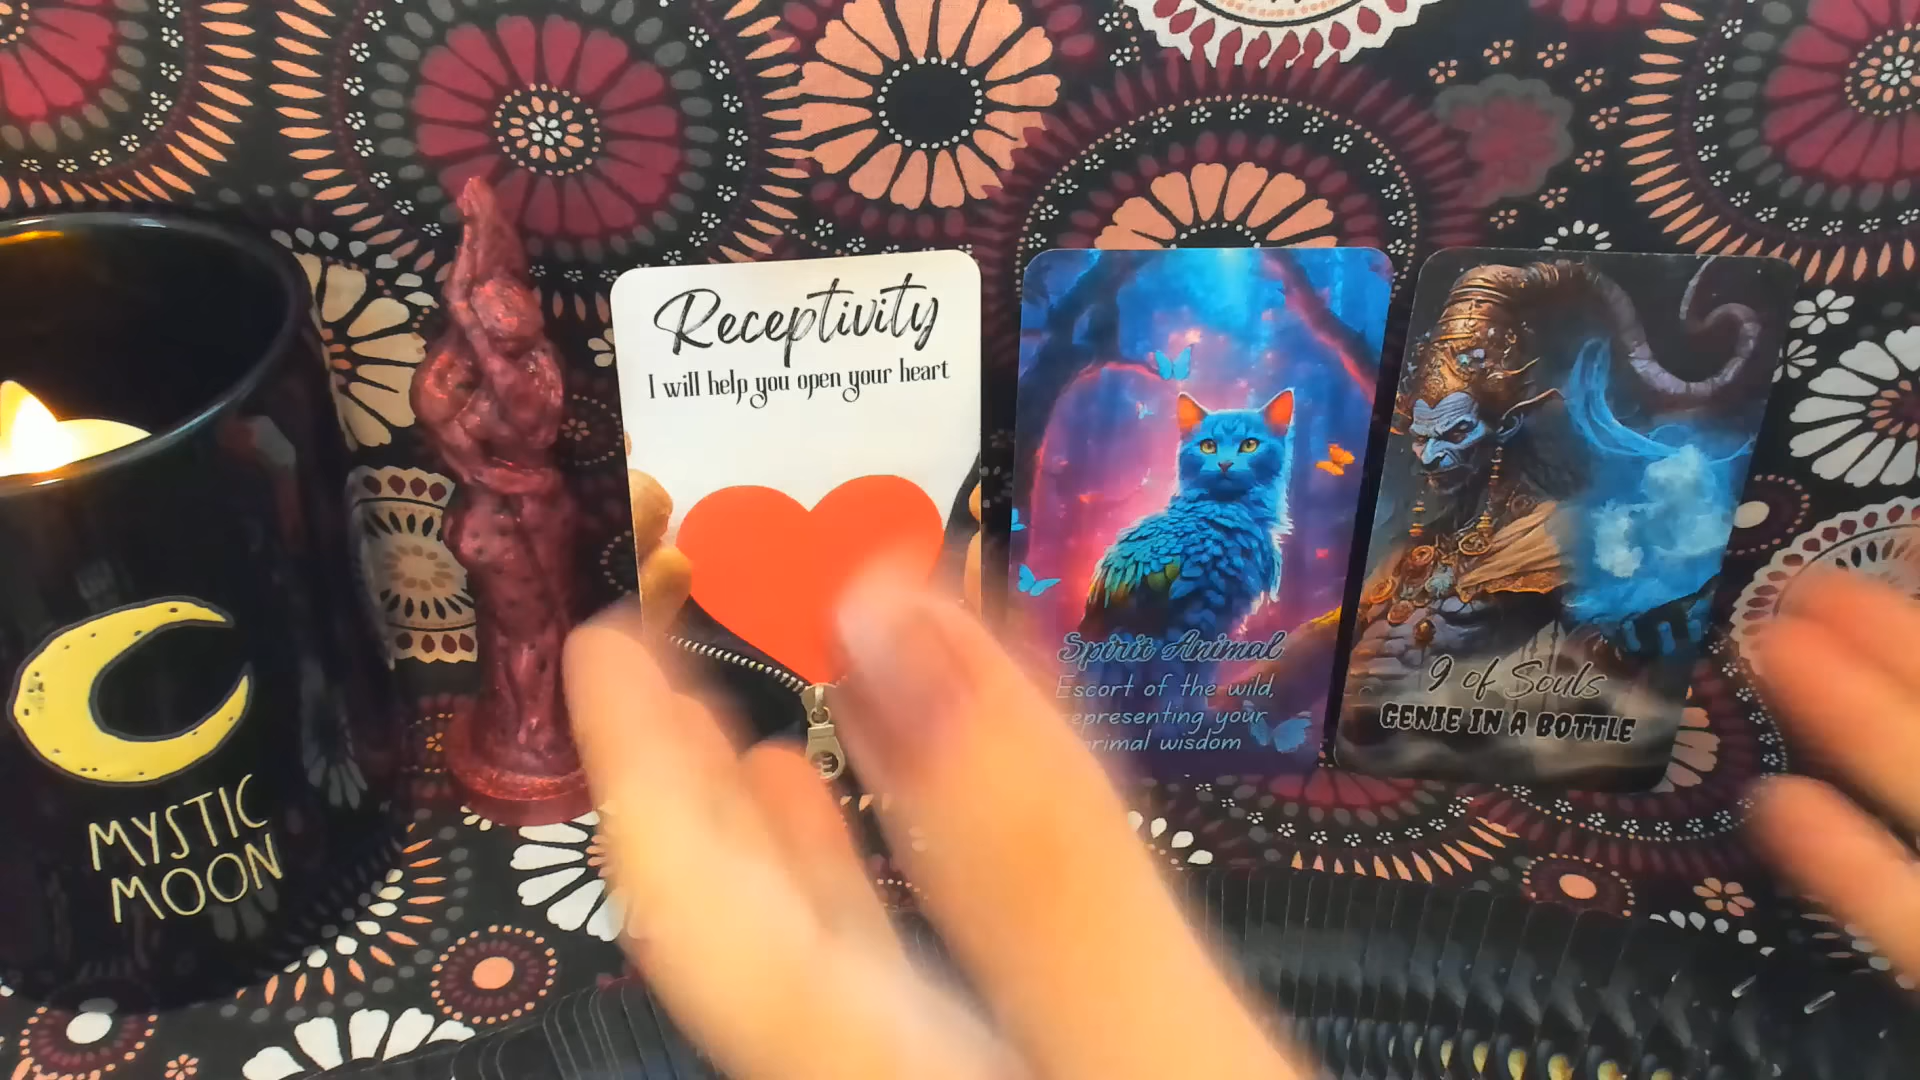 Receptivity
I will help you open your heart
Spirit Animal
Escort of the wild,
representing your
primal wisdom
9 of Souls
GENIE IN A BOTTLE
MYSTIC
MOON